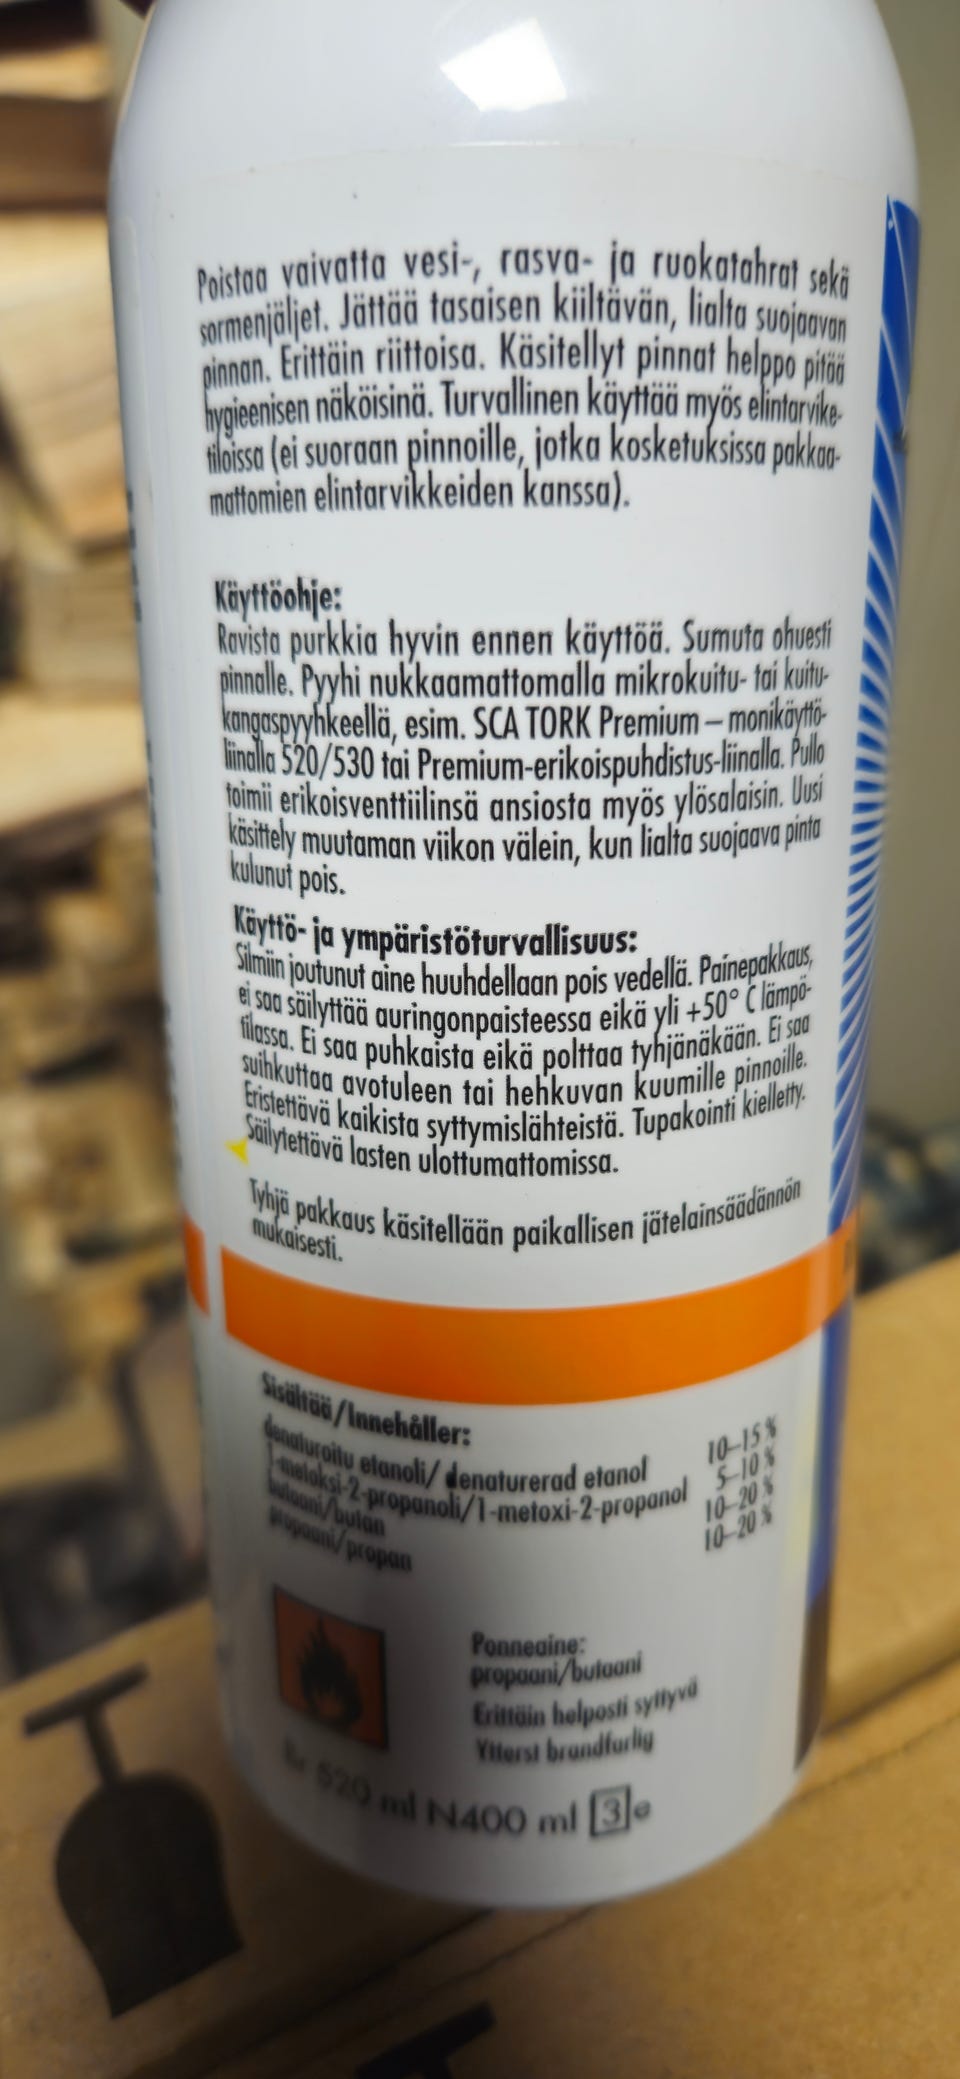 Poistaa vaivatta vesi-, rasva- ja ruokatahrat sekä
sormenjäljet. Jättää tasaisen kiiltävän, lialta suojaavan
pinnan. Erittäin riittoisa. Käsitellyt pinnat helppo pitää
hygieenisen näköisinä. Turvallinen käyttää myös elintarvike-
tiloissa (ei suoraan pinnoille, jotka kosketuksissa pakkaa-
mattomien elintarvikkeiden kanssa).
Käyttöohje:
Ravista purkkia hyvin ennen käyttöä. Sumuta ohuesti
pinnalle. Pyyhi nukkaamattomalla mikrokuitu- tai kuitu-
kangaspyyhkeellä, esim. SCA TORK Premium – monikäyttö-
liinalla 520/530 tai Premium-erikoispuhdistus-liinalla. Pullo
toimii erikoisventtiilinsä ansiosta myös ylösalaisin. Uusi
käsittely muutaman viikon välein, kun lialta suojaava pinta
kulunut pois.
Käyttö- ja ympäristöturvallisuus:
Silmiin joutunut aine huuhdellaan pois vedellä. Painepakkaus,
ei saa säilyttää auringonpaisteessa eikä yli +50° C lämpö-
tilassa. Ei saa puhkaista eikä polttaa tyhjänäkään. Ei saa
suihkuttaa avotuleen tai hehkuvan kuumille pinnoille.
Eristettävä kaikista syttymislähteistä. Tupakointi kielletty.
Säilytettävä lasten ulottumattomissa.
Tyhjä pakkaus käsitellään paikallisen jätelainsäädännön
mukaisesti.
Sisältää/Innehåller:
denaturoitu etanoli/ denaturerad etanol 10–15 %
1-metoksi-2-propanoli/1-metoxi-2-propanol 5–10 %
butaani/butan 10–20 %
propaani/propan 10–20 %
Ponneaine:
propaani/butaani
Erittäin helposti syttyvä
Ytterst brandfarlig
520 ml N400 ml 3 e